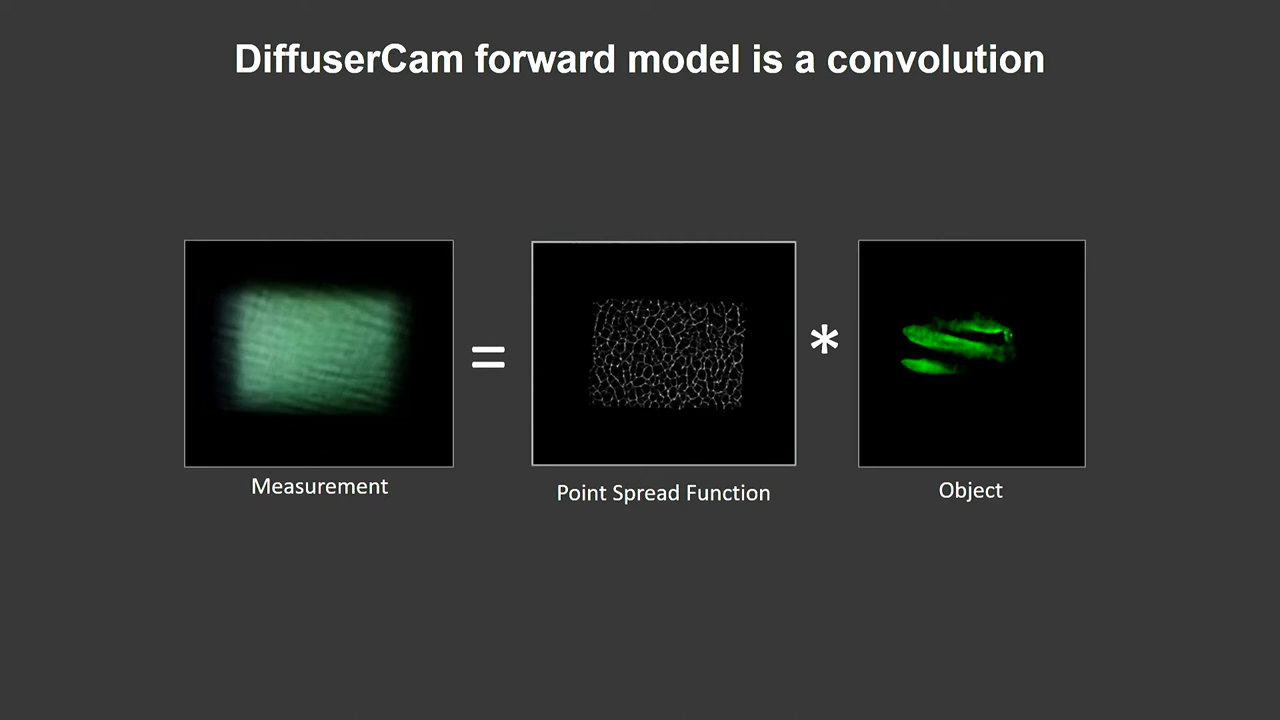 DiffuserCam forward model is a convolution
=
*
Measurement
Point Spread Function
Object